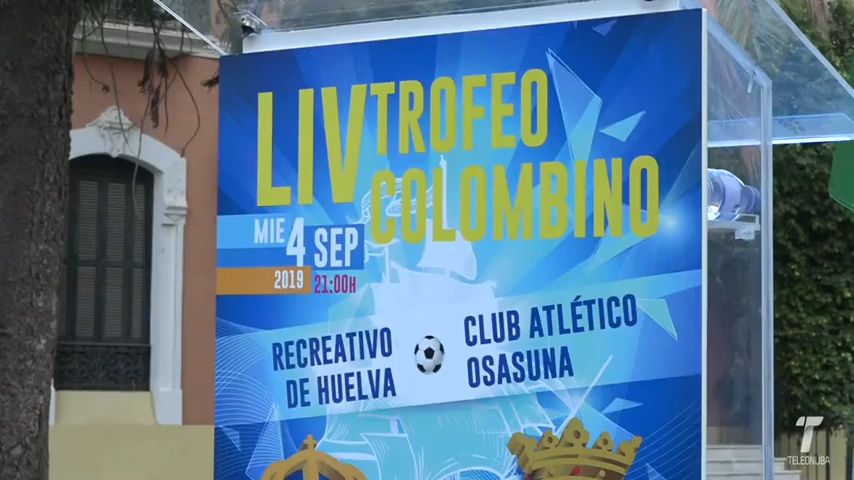 LIV TROFEO
COLOMBINO
MIE 4 SEP
2019 21:00H
RECREATIVO
DE HUELVA
CLUB ATLÉTICO
OSASUNA
TELEONUBA